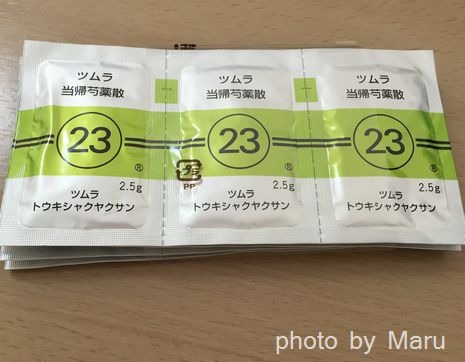 ツムラ
当帰芍薬散
23
®
2.5g
ツムラ
トウキシャクヤクサン
ツムラ
当帰芍薬散
23
®
プラ
PP
2.5g
ツムラ
トウキシャクヤクサン
ツムラ
当帰芍薬散
23
®
2.5g
ツムラ
トウキシャクヤクサン
photo by Maru